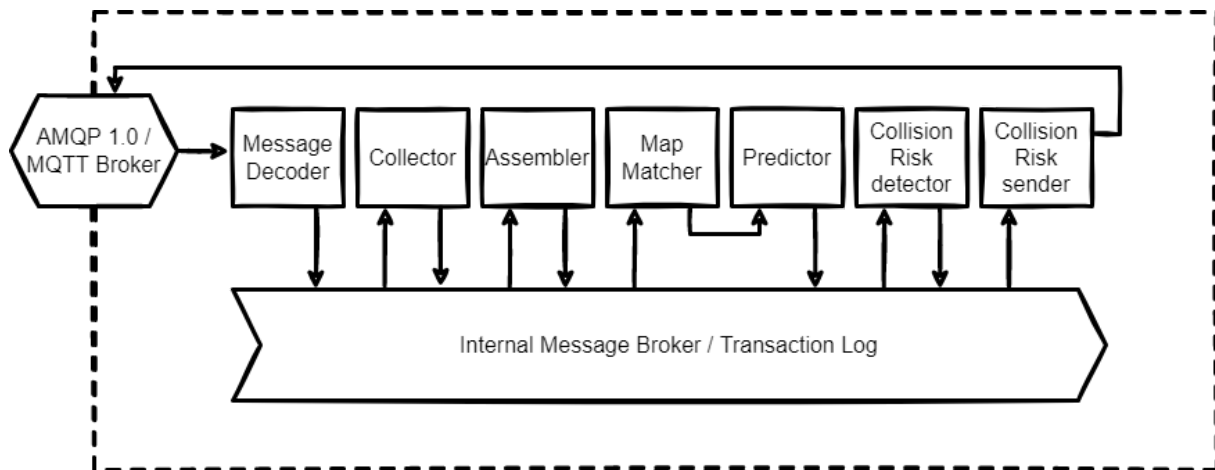 AMQP 1.0 /
MQTT Broker
Message
Decoder
Collector
Assembler
Map
Matcher
Predictor
Collision
Risk
detector
Collision
Risk
sender
Internal Message Broker / Transaction Log